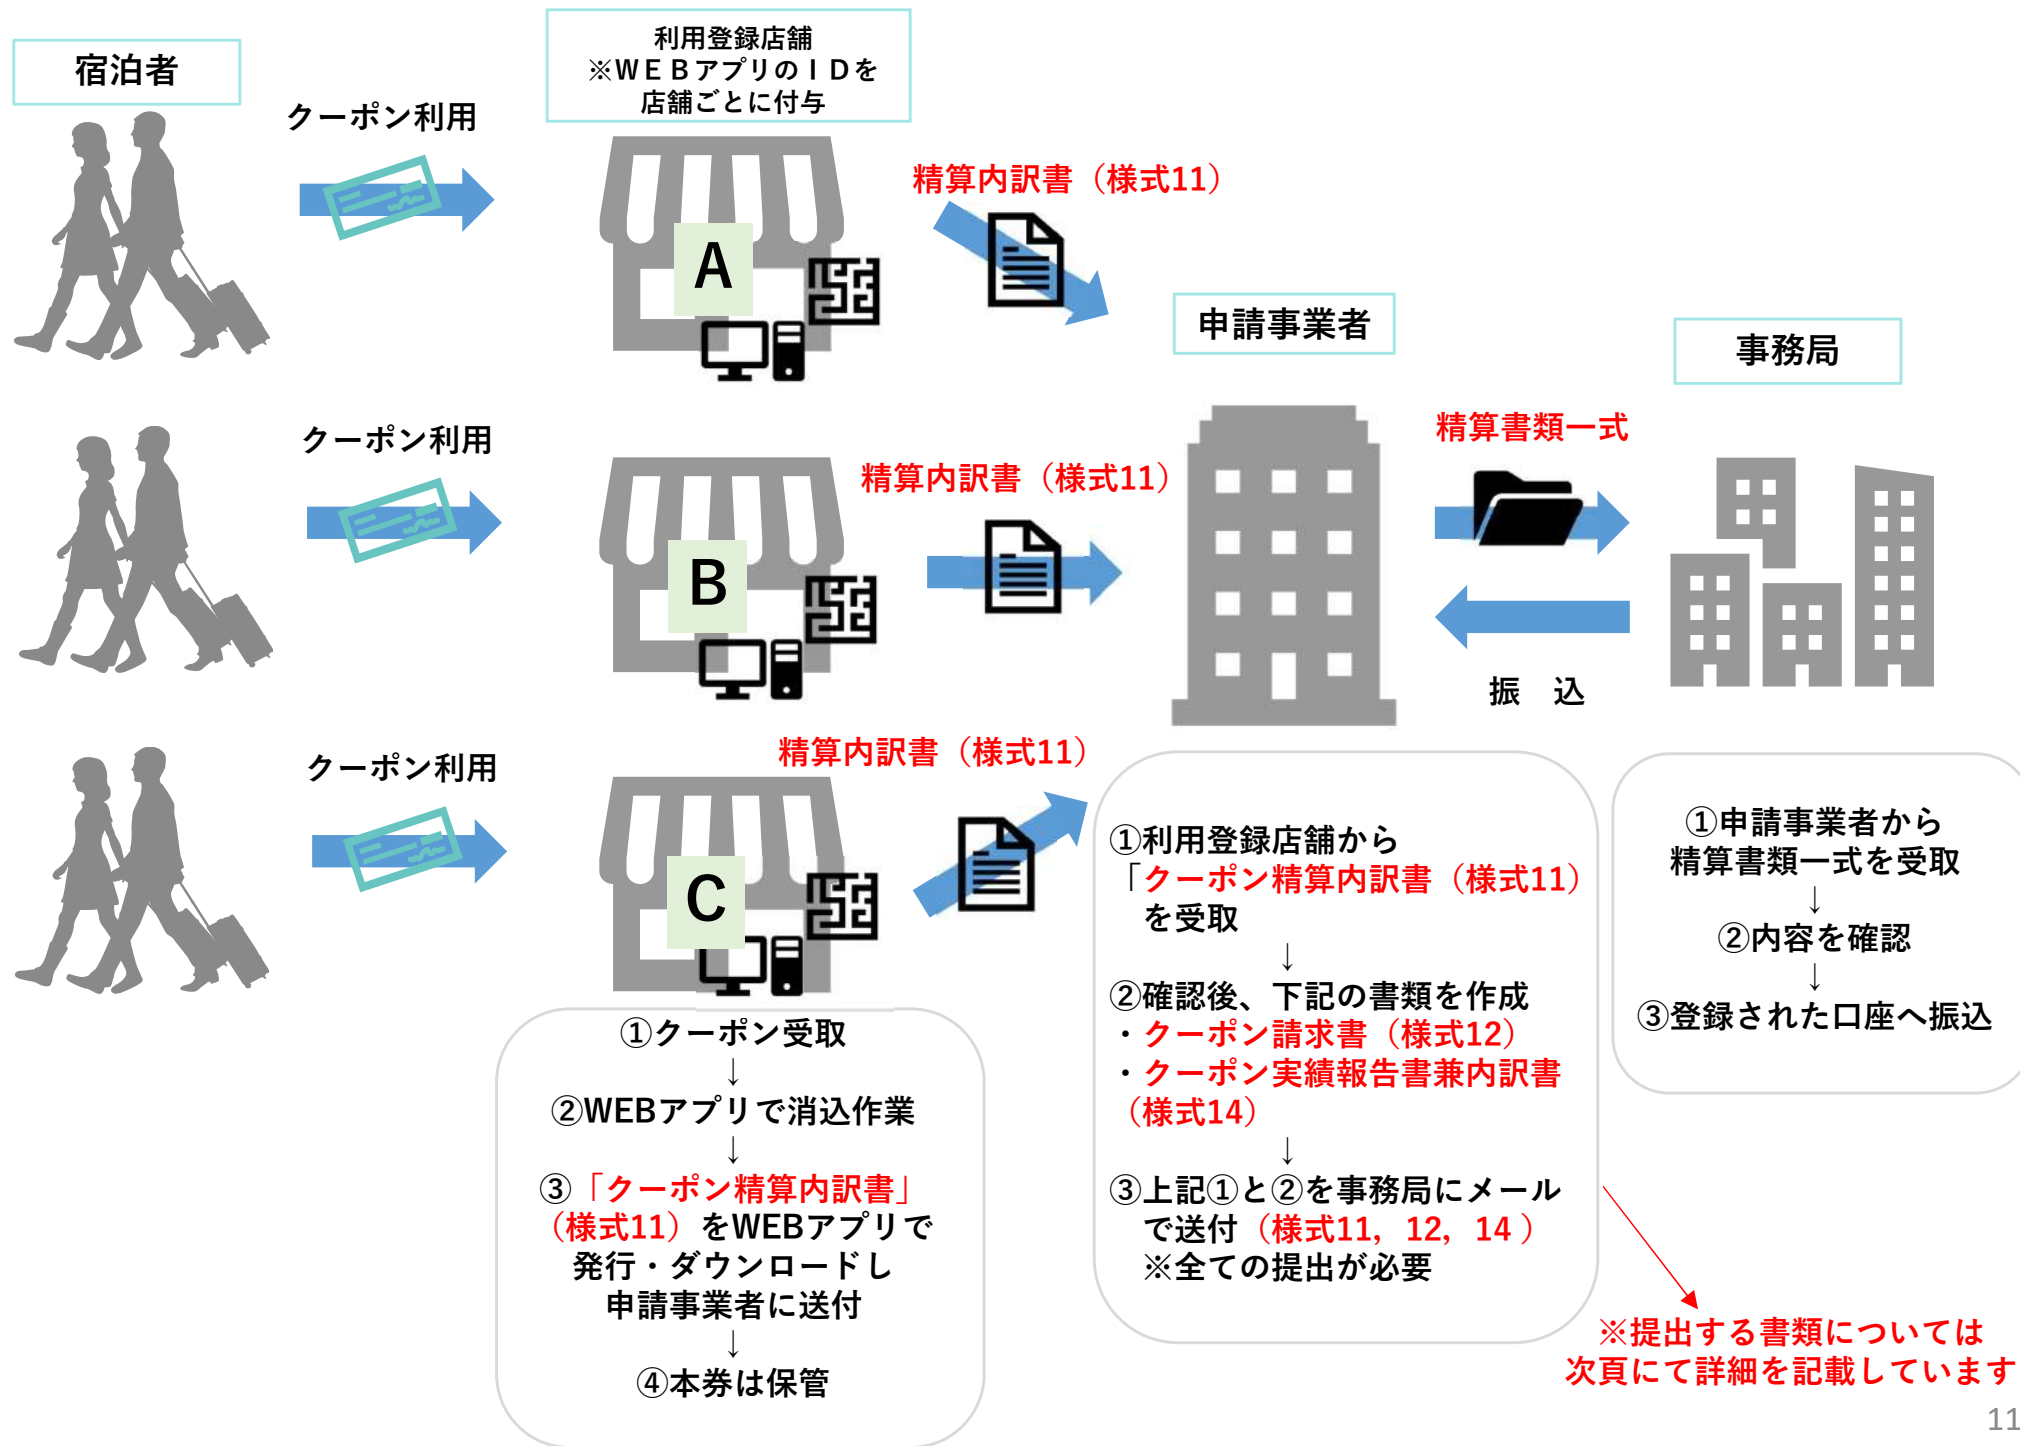 宿泊者
利用登録店舗
※ＷＥＢアプリのＩＤを
店舗ごとに付与
クーポン利用
精算内訳書（様式11）
A
申請事業者
事務局
クーポン利用
精算内訳書（様式11）
B
精算書類一式
振　込
クーポン利用
精算内訳書（様式11）
C
①クーポン受取
↓
②WEBアプリで消込作業
↓
③「クーポン精算内訳書」
（様式11）をWEBアプリで
発行・ダウンロードし
申請事業者に送付
↓
④本券は保管
①利用登録店舗から
「クーポン精算内訳書（様式11）
を受取
↓
②確認後、下記の書類を作成
・クーポン請求書（様式12）
・クーポン実績報告書兼内訳書
（様式14）
↓
③上記①と②を事務局にメール
で送付（様式11，12，14 ）
※全ての提出が必要
①申請事業者から
精算書類一式を受取
↓
②内容を確認
↓
③登録された口座へ振込
※提出する書類については
次頁にて詳細を記載しています
11